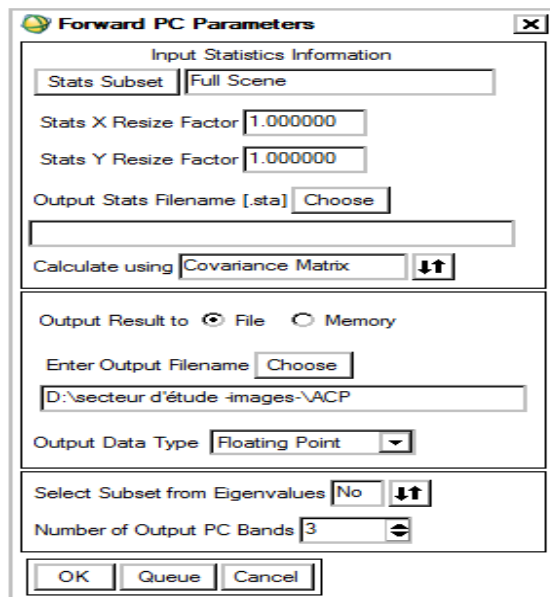 Forward PC Parameters
Input Statistics Information
Stats Subset Full Scene
Stats X Resize Factor 1.000000
Stats Y Resize Factor 1.000000
Output Stats Filename [.sta] Choose
Calculate using Covariance Matrix
Output Result to File Memory
Enter Output Filename Choose
D:\secteur d'étude -images-\ACP
Output Data Type Floating Point
Select Subset from Eigenvalues No
Number of Output PC Bands 3
OK Queue Cancel